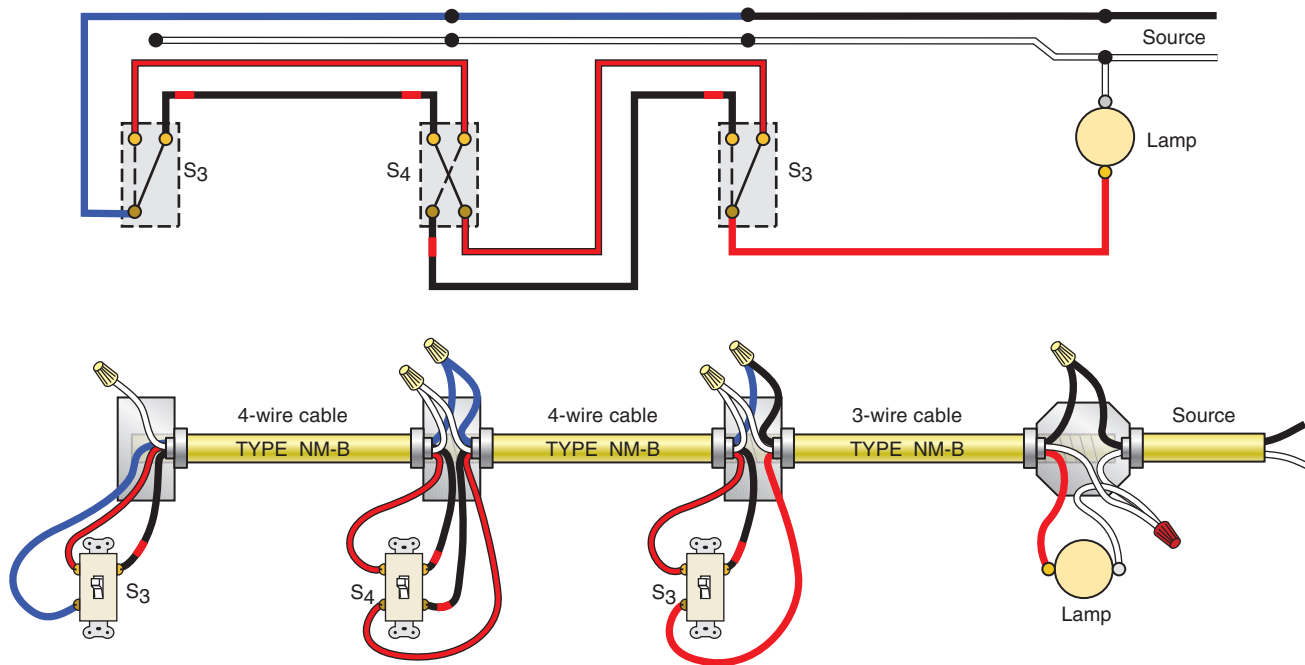 Source
Lamp
S3
S4
S3
4-wire cable
4-wire cable
3-wire cable
Source
TYPE NM-B
TYPE NM-B
TYPE NM-B
S3
S4
S3
Lamp